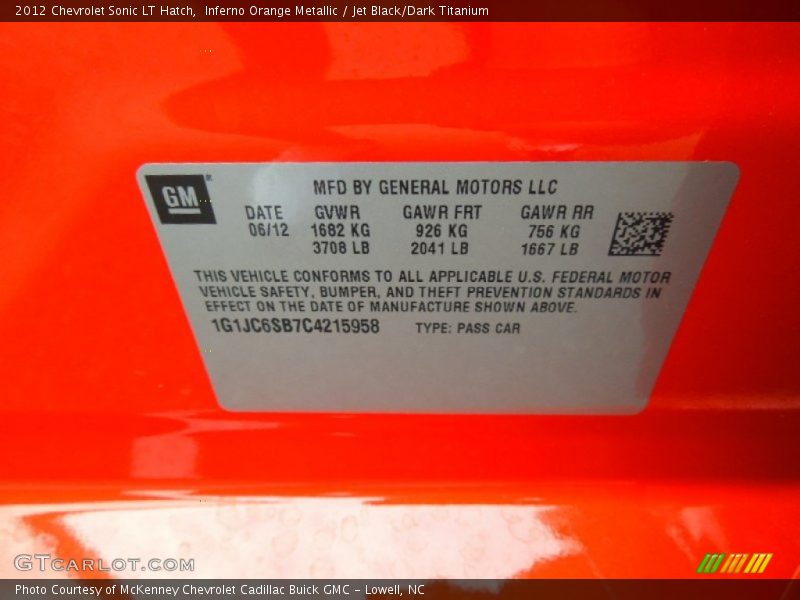 2012 Chevrolet Sonic LT Hatch, Inferno Orange Metallic / Jet Black/Dark Titanium
GM
MFD BY GENERAL MOTORS LLC
DATE GVWR GAWR FRT GAWR RR
06/12 1682 KG 926 KG 756 KG
3708 LB 2041 LB 1667 LB
THIS VEHICLE CONFORMS TO ALL APPLICABLE U.S. FEDERAL MOTOR
VEHICLE SAFETY, BUMPER, AND THEFT PREVENTION STANDARDS IN
EFFECT ON THE DATE OF MANUFACTURE SHOWN ABOVE.
1G1JC6SB7C4215958 TYPE: PASS CAR
GTCARLOT.COM
Photo Courtesy of McKenney Chevrolet Cadillac Buick GMC - Lowell, NC